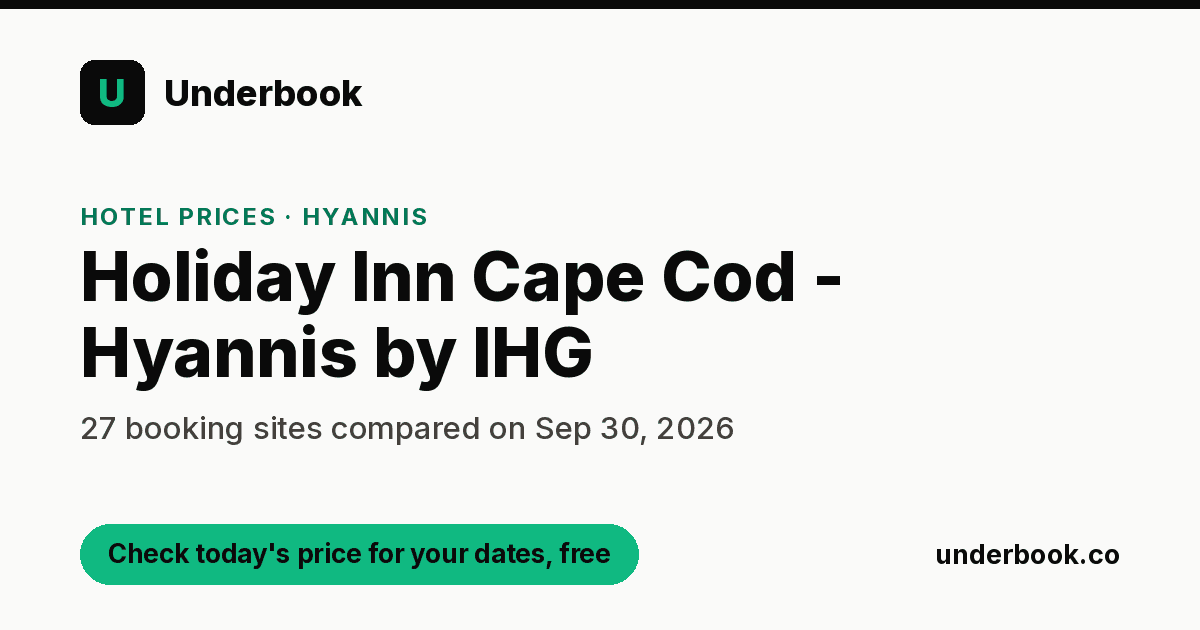 U
Underbook
HOTEL PRICES · HYANNIS
Holiday Inn Cape Cod -
Hyannis by IHG
27 booking sites compared on Sep 30, 2026
Check today's price for your dates, free
underbook.co